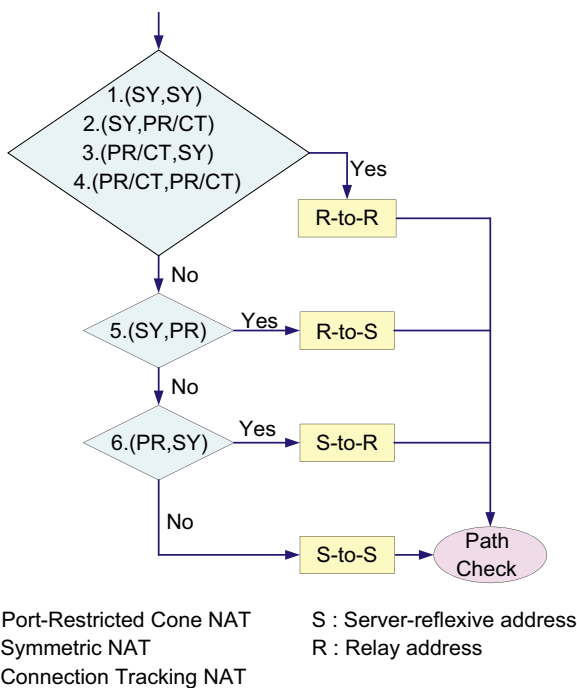 1.(SY,SY)
2.(SY,PR/CT)
3.(PR/CT,SY)
4.(PR/CT,PR/CT)
Yes
R-to-R
No
5.(SY,PR)
Yes
R-to-S
No
6.(PR,SY)
Yes
S-to-R
No
S-to-S
Path
Check
Port-Restricted Cone NAT
S : Server-reflexive address
Symmetric NAT
R : Relay address
Connection Tracking NAT